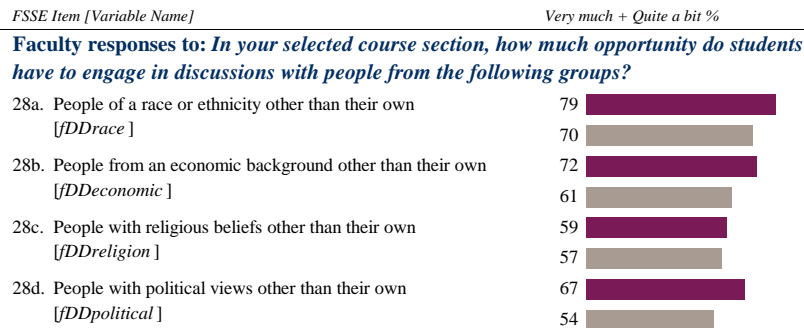 FSSE Item [Variable Name] Very much + Quite a bit %
Faculty responses to: In your selected course section, how much opportunity do students
have to engage in discussions with people from the following groups?
28a. People of a race or ethnicity other than their own 79
[fDDrace ] 70
28b. People from an economic background other than their own 72
[fDDeconomic ] 61
28c. People with religious beliefs other than their own 59
[fDDreligion ] 57
28d. People with political views other than their own 67
[fDDpolitical ] 54